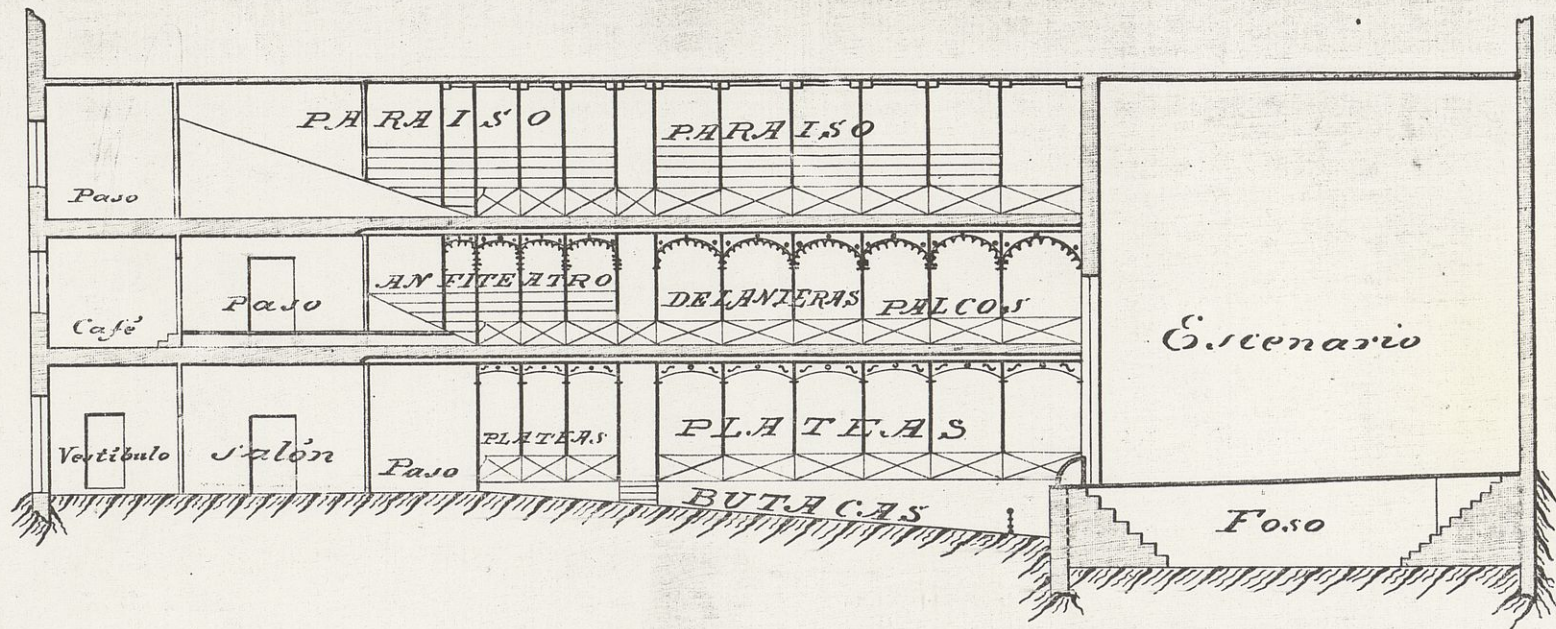 PARAISO
PARAISO
Paso
ANFITEATRO
DELANTERAS
PALCOS
Paso
Café
Escenario
PLATEAS
PLATEAS
Vestíbulo
Salón
Paso
BUTACAS
Foso